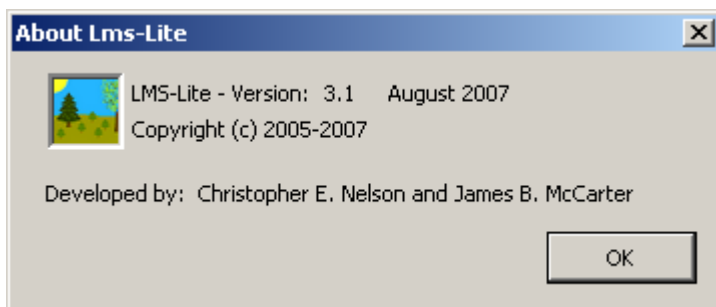 About Lms-Lite
LMS-Lite - Version: 3.1 August 2007
Copyright (c) 2005-2007
Developed by: Christopher E. Nelson and James B. McCarter
OK